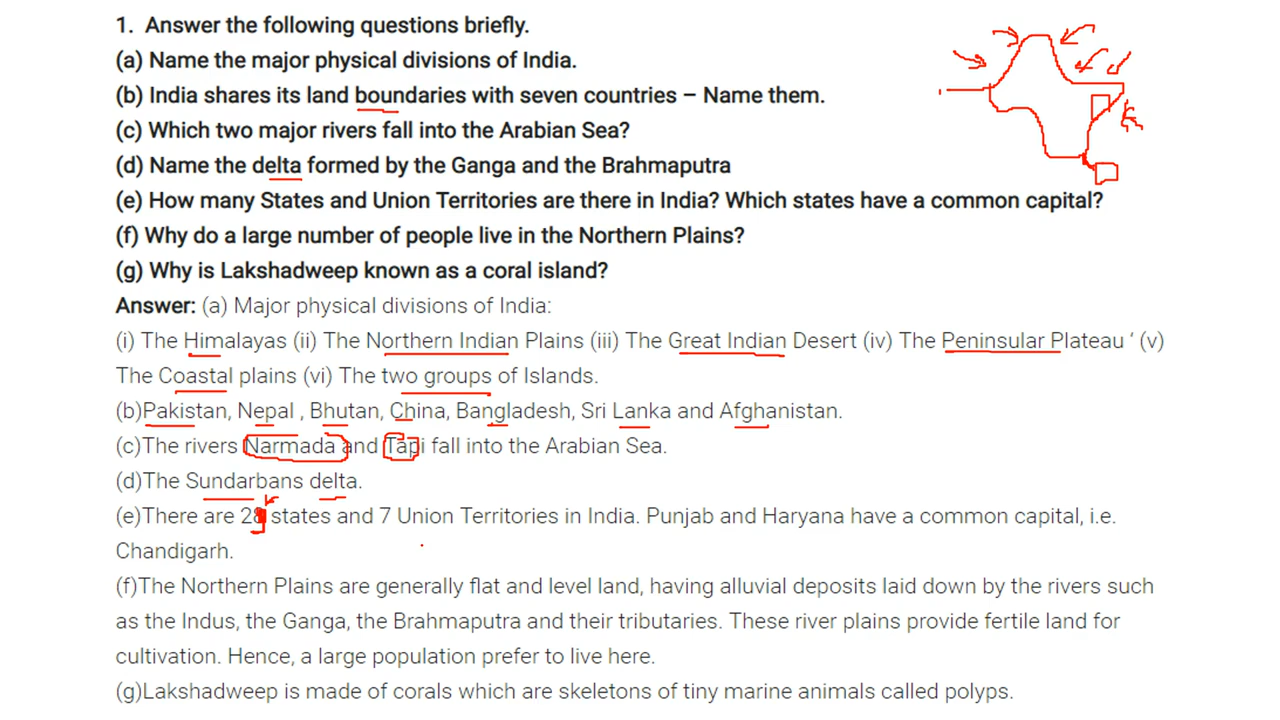 1. Answer the following questions briefly.
(a) Name the major physical divisions of India.
(b) India shares its land boundaries with seven countries – Name them.
(c) Which two major rivers fall into the Arabian Sea?
(d) Name the delta formed by the Ganga and the Brahmaputra
(e) How many States and Union Territories are there in India? Which states have a common capital?
(f) Why do a large number of people live in the Northern Plains?
(g) Why is Lakshadweep known as a coral island?
Answer: (a) Major physical divisions of India:
(i) The Himalayas (ii) The Northern Indian Plains (iii) The Great Indian Desert (iv) The Peninsular Plateau ‘ (v)
The Coastal plains (vi) The two groups of Islands.
(b)Pakistan, Nepal , Bhutan, China, Bangladesh, Sri Lanka and Afghanistan.
(c)The rivers Narmada and Tapi fall into the Arabian Sea.
(d)The Sundarbans delta.
(e)There are states and 7 Union Territories in India. Punjab and Haryana have a common capital, i.e.
Chandigarh.
(f)The Northern Plains are generally flat and level land, having alluvial deposits laid down by the rivers such
as the Indus, the Ganga, the Brahmaputra and their tributaries. These river plains provide fertile land for
cultivation. Hence, a large population prefer to live here.
(g)Lakshadweep is made of corals which are skeletons of tiny marine animals called polyps.